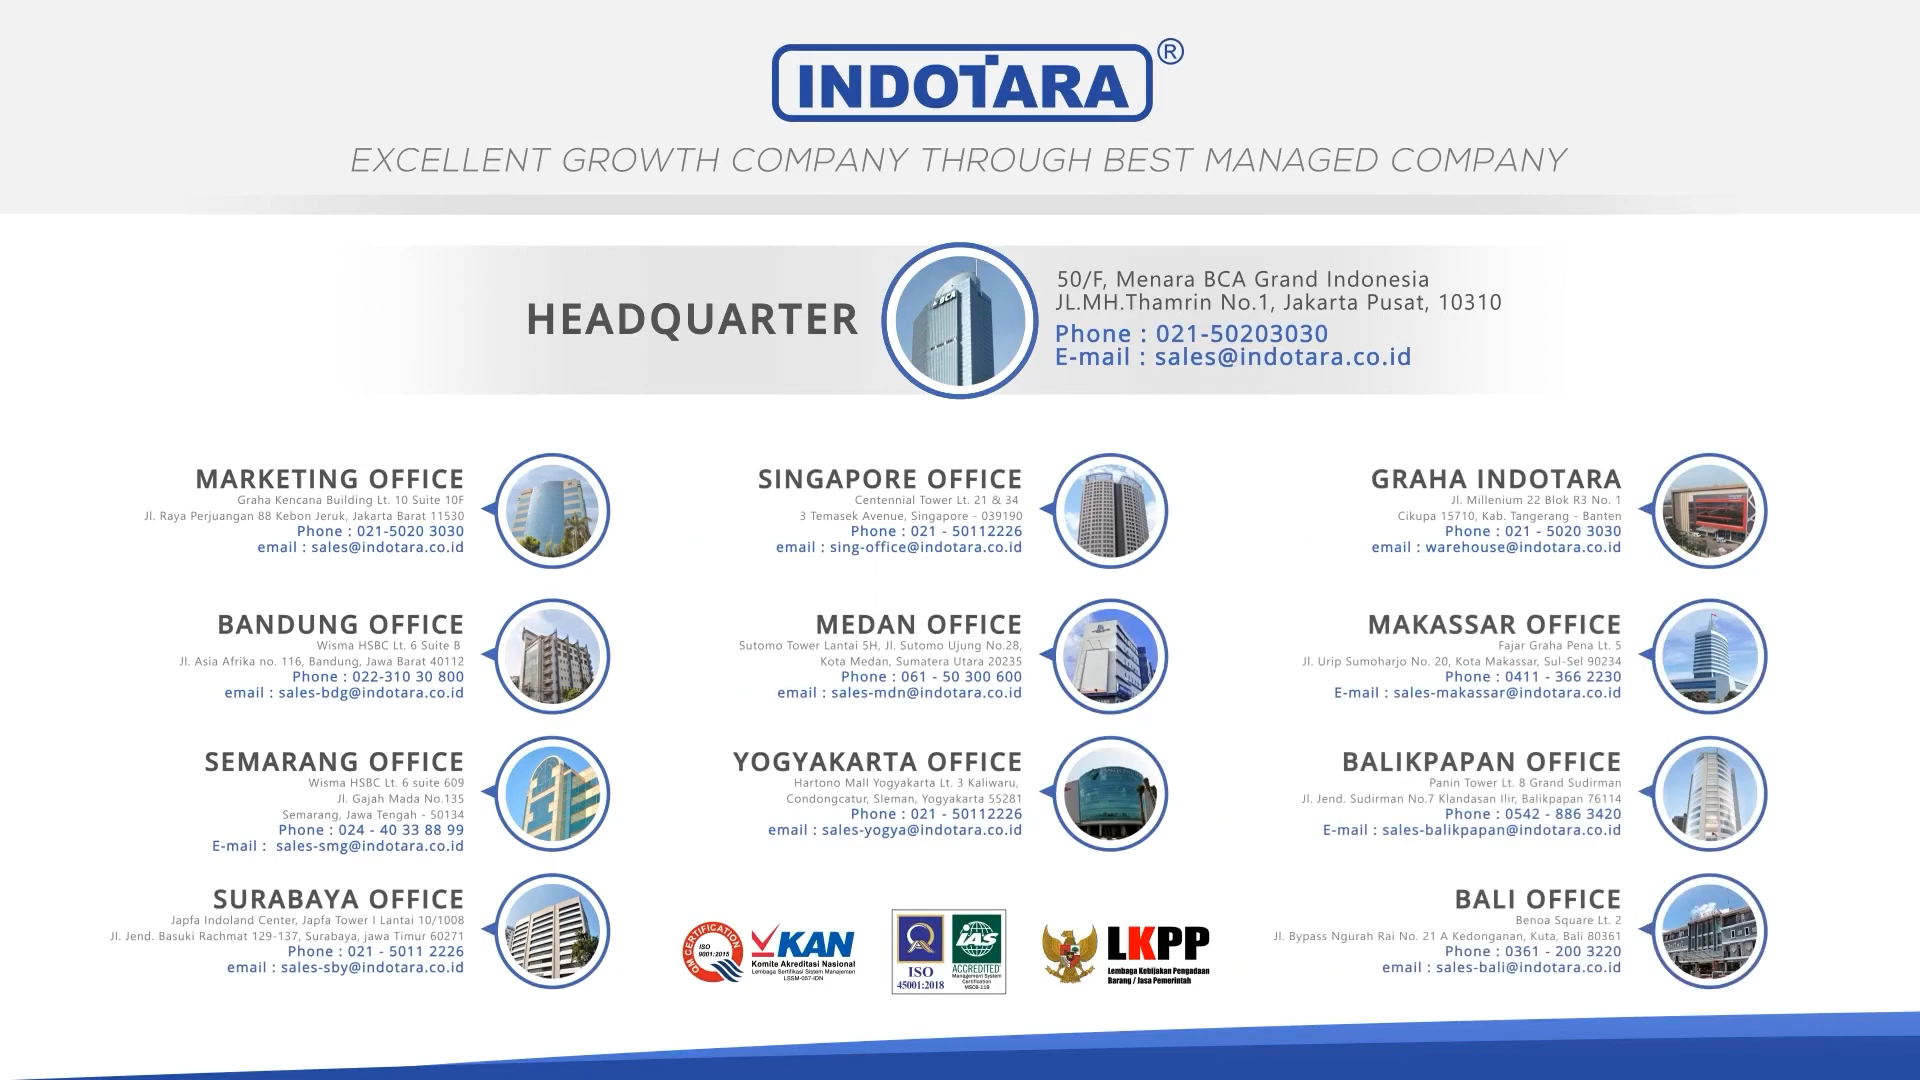 INDOTARA®
EXCELLENT GROWTH COMPANY THROUGH BEST MANAGED COMPANY
HEADQUARTER
BCA
50/F, Menara BCA Grand Indonesia
JL.MH.Thamrin No.1, Jakarta Pusat, 10310
Phone : 021-50203030
E-mail : sales@indotara.co.id
MARKETING OFFICE
Graha Kencana Building Lt. 10 Suite 10F
Jl. Raya Perjuangan 88 Kebon Jeruk, Jakarta Barat 11530
Phone : 021-5020 3030
email : sales@indotara.co.id
SINGAPORE OFFICE
Centennial Tower Lt. 21 & 34
3 Temasek Avenue, Singapore - 039190
Phone : 021 - 50112226
email : sing-office@indotara.co.id
GRAHA INDOTARA
Jl. Millenium 22 Blok R3 No. 1
Cikupa 15710, Kab. Tangerang - Banten
Phone : 021 - 5020 3030
email : warehouse@indotara.co.id
BANDUNG OFFICE
Wisma HSBC Lt. 6 Suite B
Jl. Asia Afrika no. 116, Bandung, Jawa Barat 40112
Phone : 022-310 30 800
email : sales-bdg@indotara.co.id
MEDAN OFFICE
Sutomo Tower Lantai 5H, Jl. Sutomo Ujung No.28,
Kota Medan, Sumatera Utara 20235
Phone : 061 - 50 300 600
email : sales-mdn@indotara.co.id
MAKASSAR OFFICE
Fajar Graha Pena Lt. 5
Jl. Urip Sumoharjo No. 20, Kota Makassar, Sul-Sel 90234
Phone : 0411 - 366 2230
E-mail : sales-makassar@indotara.co.id
SEMARANG OFFICE
Wisma HSBC Lt. 6 suite 609
Jl. Gajah Mada No.135
Semarang, Jawa Tengah - 50134
Phone : 024 - 40 33 88 99
E-mail : sales-smg@indotara.co.id
YOGYAKARTA OFFICE
Hartono Mall Yogyakarta Lt. 3 Kaliwaru,
Condongcatur, Sleman, Yogyakarta 55281
Phone : 021 - 50112226
email : sales-yogya@indotara.co.id
BALIKPAPAN OFFICE
Panin Tower Lt. 8 Grand Sudirman
Jl. Jend. Sudirman No.7 Klandasan Ilir, Balikpapan 76114
Phone : 0542 - 886 3420
E-mail : sales-balikpapan@indotara.co.id
SURABAYA OFFICE
Japfa Indoland Center, Japfa Tower I Lantai 10/1008
Jl. Jend. Basuki Rachmat 129-137, Surabaya, jawa Timur 60271
Phone : 021 - 5011 2226
email : sales-sby@indotara.co.id
QM CERTIFICATION
ISO
9001:2015
KAN
Komite Akreditasi Nasional
Lembaga Sertifikasi Sistem Manajemen
LSSM-057-IDN
ISO
45001:2018
IAS
ACCREDITED
Management System
Certification
MSCB-119
LKPP
Lembaga Kebijakan Pengadaan
Barang / Jasa Pemerintah
BALI OFFICE
Benoa Square Lt. 2
Jl. Bypass Ngurah Rai No. 21 A Kedonganan, Kuta, Bali 80361
Phone : 0361 - 200 3220
email : sales-bali@indotara.co.id